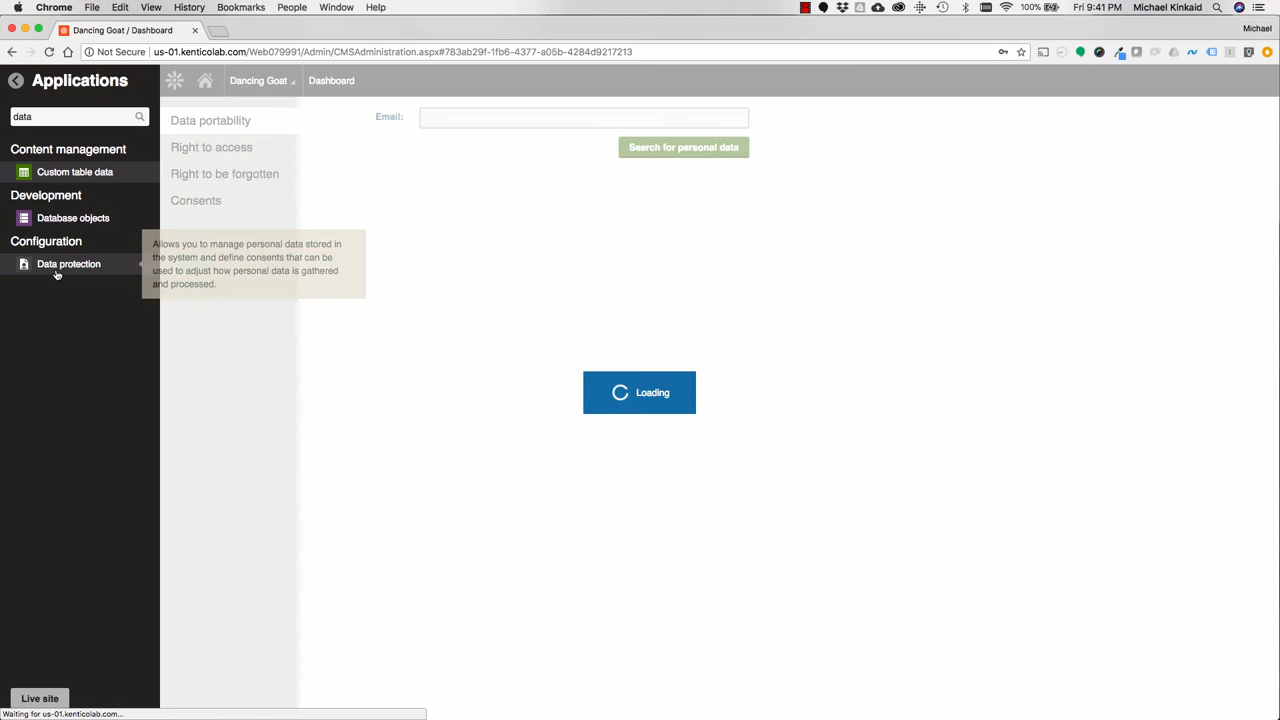 Chrome File Edit View History Bookmarks People Window Help 100% Fri 9:41 PM Michael Kinkaid
Dancing Goat / Dashboard Michael
Not Secure us-01.kenticolab.com/Web079991/Admin/CMSAdministration.aspx#783ab29f-1fb6-4377-a05b-4284d9217213
Applications Dancing Goat Dashboard
data
Content management
Custom table data
Development
Database objects
Configuration
Data protection
Data portability
Right to access
Right to be forgotten
Consents
Email:
Search for personal data
Allows you to manage personal data stored in
the system and define consents that can be
used to adjust how personal data is gathered
and processed.
Loading
Live site
Waiting for us-01.kenticolab.com...